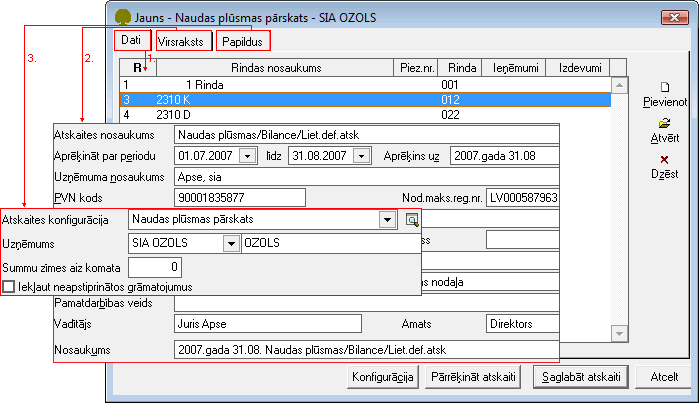 Jauns - Naudas plūsmas pārskats - SIA OZOLS
3. 2. Dati Virsraksts Papildus
1.
R Rindas nosaukums Piez.nr. Rinda Ieņēmumi Izdevumi
1 1 Rinda 001
3 2310 K 012
4 2310 D 022
Pievienot
Atvērt
Dzēst
Atskaites nosaukums Naudas plūsmas/Bilance/Liet.def.atsk
Aprēķināt par periodu 01.07.2007 līdz 31.08.2007 Aprēķins uz 2007.gada 31.08
Uzņēmuma nosaukums Apse, sia
PVN kods 90001835877 Nod.maks.reg.nr. LV000587963
Atskaites konfigurācija Naudas plūsmas pārskats
Uzņēmums SIA OZOLS OZOLS ss
Summu zīmes aiz komata 0
as nodaļa
Iekļaut neapstiprinātos grāmatojumus
Pamatdarbības veids
Vadītājs Juris Apse Amats Direktors
Nosaukums 2007.gada 31.08. Naudas plūsmas/Bilance/Liet.def.atsk
Konfigurācija Pārrēķināt atskaiti Saglabāt atskaiti Atcelt